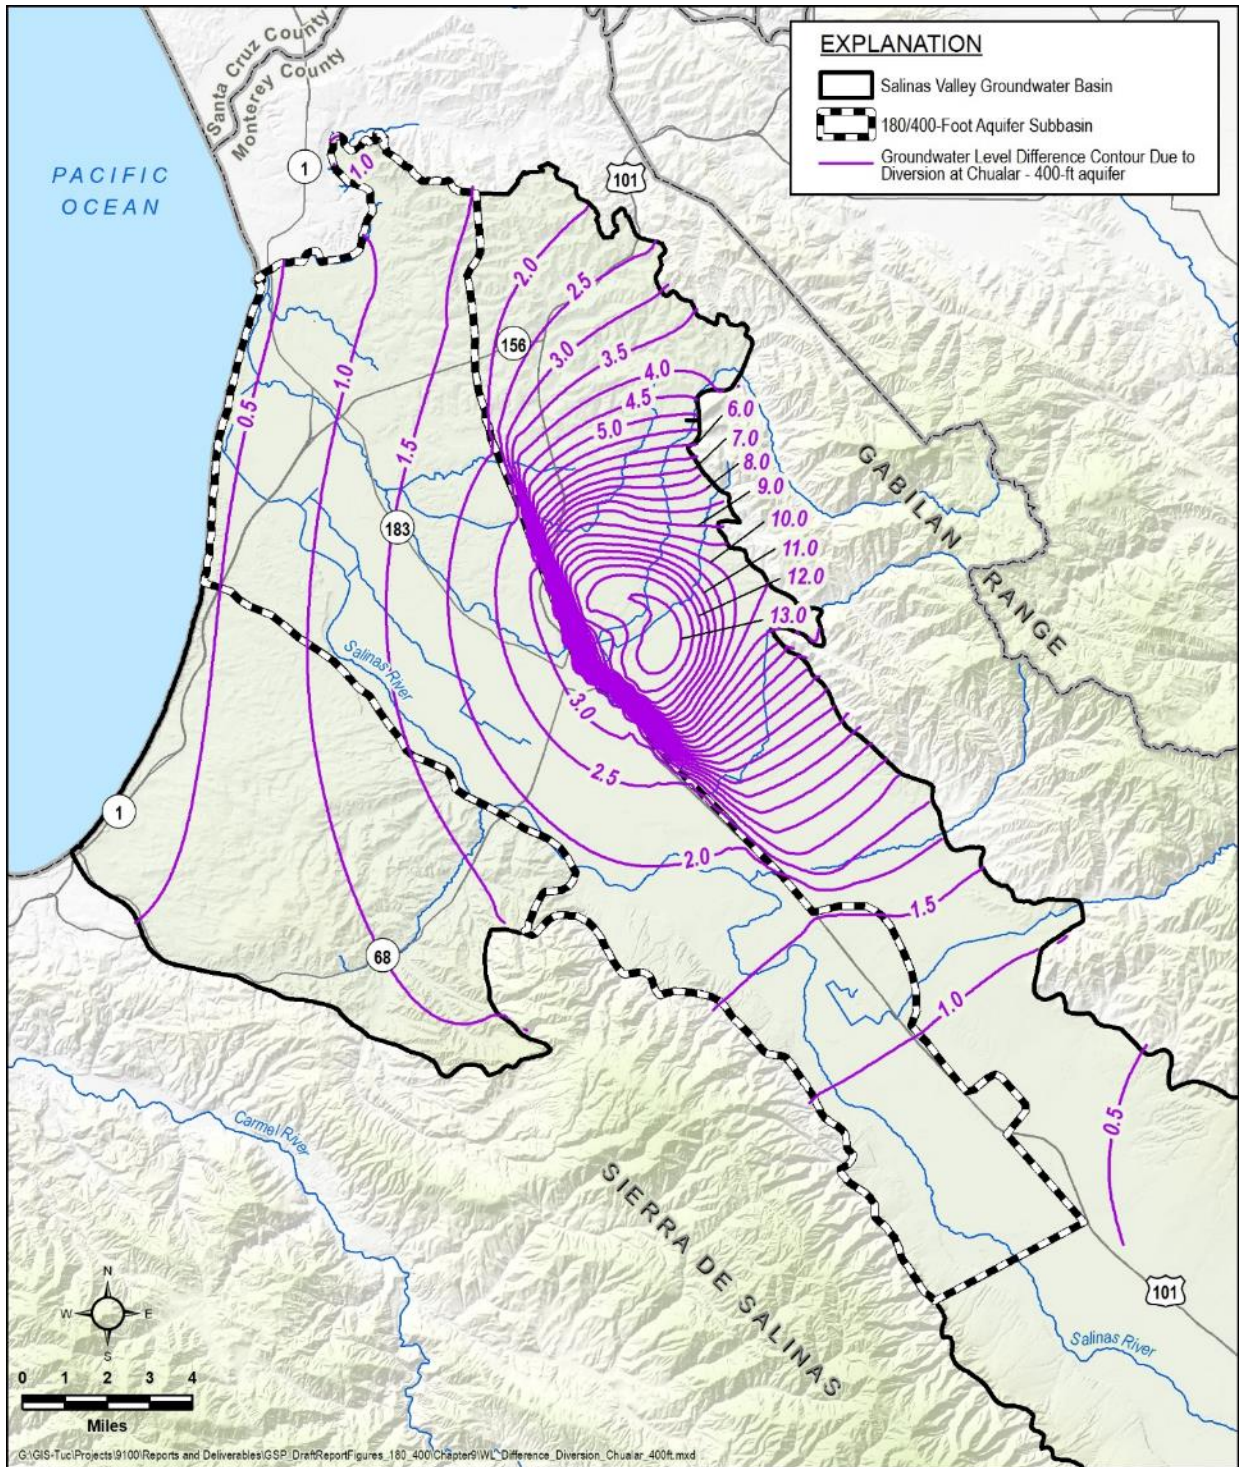 Santa Cruz County
Monterey County
EXPLANATION
Salinas Valley Groundwater Basin
180/400-Foot Aquifer Subbasin
Groundwater Level Difference Contour Due to
Diversion at Chualar - 400-ft aquifer
PACIFIC
OCEAN
1
1.0
101
2.0
2.5
156
3.0
3.5
4.0
4.5
5.0
6.0
7.0
8.0
9.0
10.0
11.0
12.0
13.0
0.5
1.0
1.5
183
GABILAN
RANGE
Salinas River
3.0
2.5
2.0
1
1.5
68
1.0
0.5
Carmel River
SIERRA DE SALINAS
101
Salinas River
N
W E
S
0 1 2 3 4
Miles
G:\GIS-Tuc\Projects\9100\Reports and Deliverables\GSP_DraftReportFigures_180_400\Chapter9\WL_Difference_Diversion_Chualar_400ft.mxd